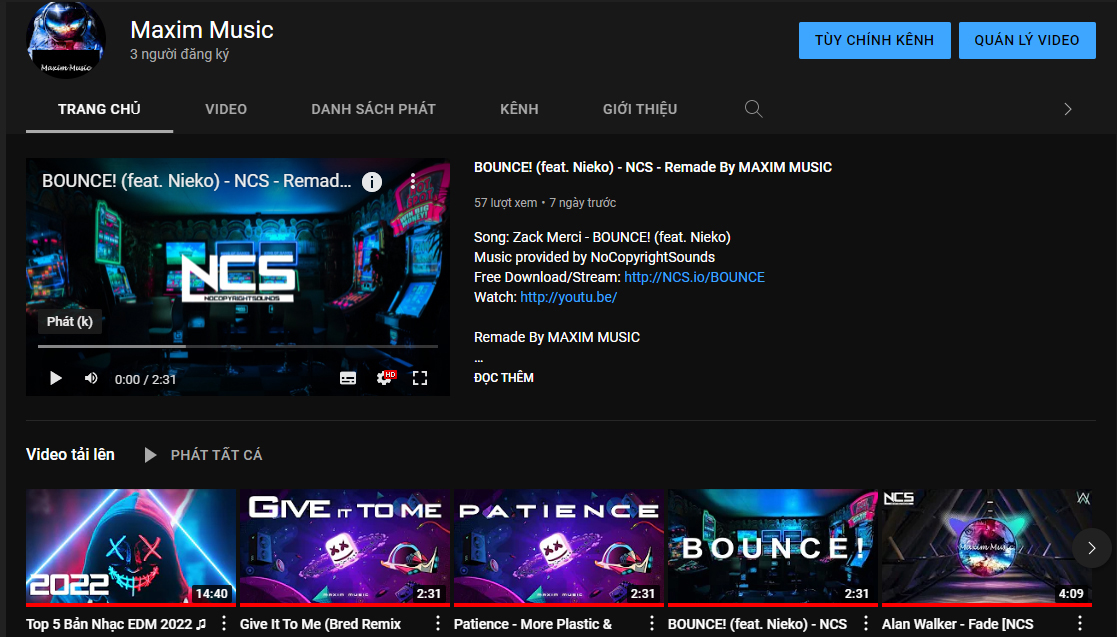 Maxim Music
Maxim Music
3 người đăng ký
TÙY CHỈNH KÊNH
QUẢN LÝ VIDEO
TRANG CHỦ
VIDEO
DANH SÁCH PHÁT
KÊNH
GIỚI THIỆU
BOUNCE! (feat. Nieko) - NCS - Remad...
NCS
NOCOPYRIGHTSOUNDS
Phát (k)
0:00 / 2:31
HD
BOUNCE! (feat. Nieko) - NCS - Remade By MAXIM MUSIC
57 lượt xem • 7 ngày trước
Song: Zack Merci - BOUNCE! (feat. Nieko)
Music provided by NoCopyrightSounds
Free Download/Stream: http://NCS.io/BOUNCE
Watch: http://youtu.be/
Remade By MAXIM MUSIC
...
ĐỌC THÊM
Video tải lên
PHÁT TẤT CẢ
2022
14:40
GIVE IT TO ME
MAXIM MUSIC
2:31
PATIENCE
MAXIM MUSIC
2:31
BOUNCE!
2:31
NCS
Maxim Music
4:09
Top 5 Bản Nhạc EDM 2022 ♫
Give It To Me (Bred Remix
Patience - More Plastic &
BOUNCE! (feat. Nieko) - NCS
Alan Walker - Fade [NCS